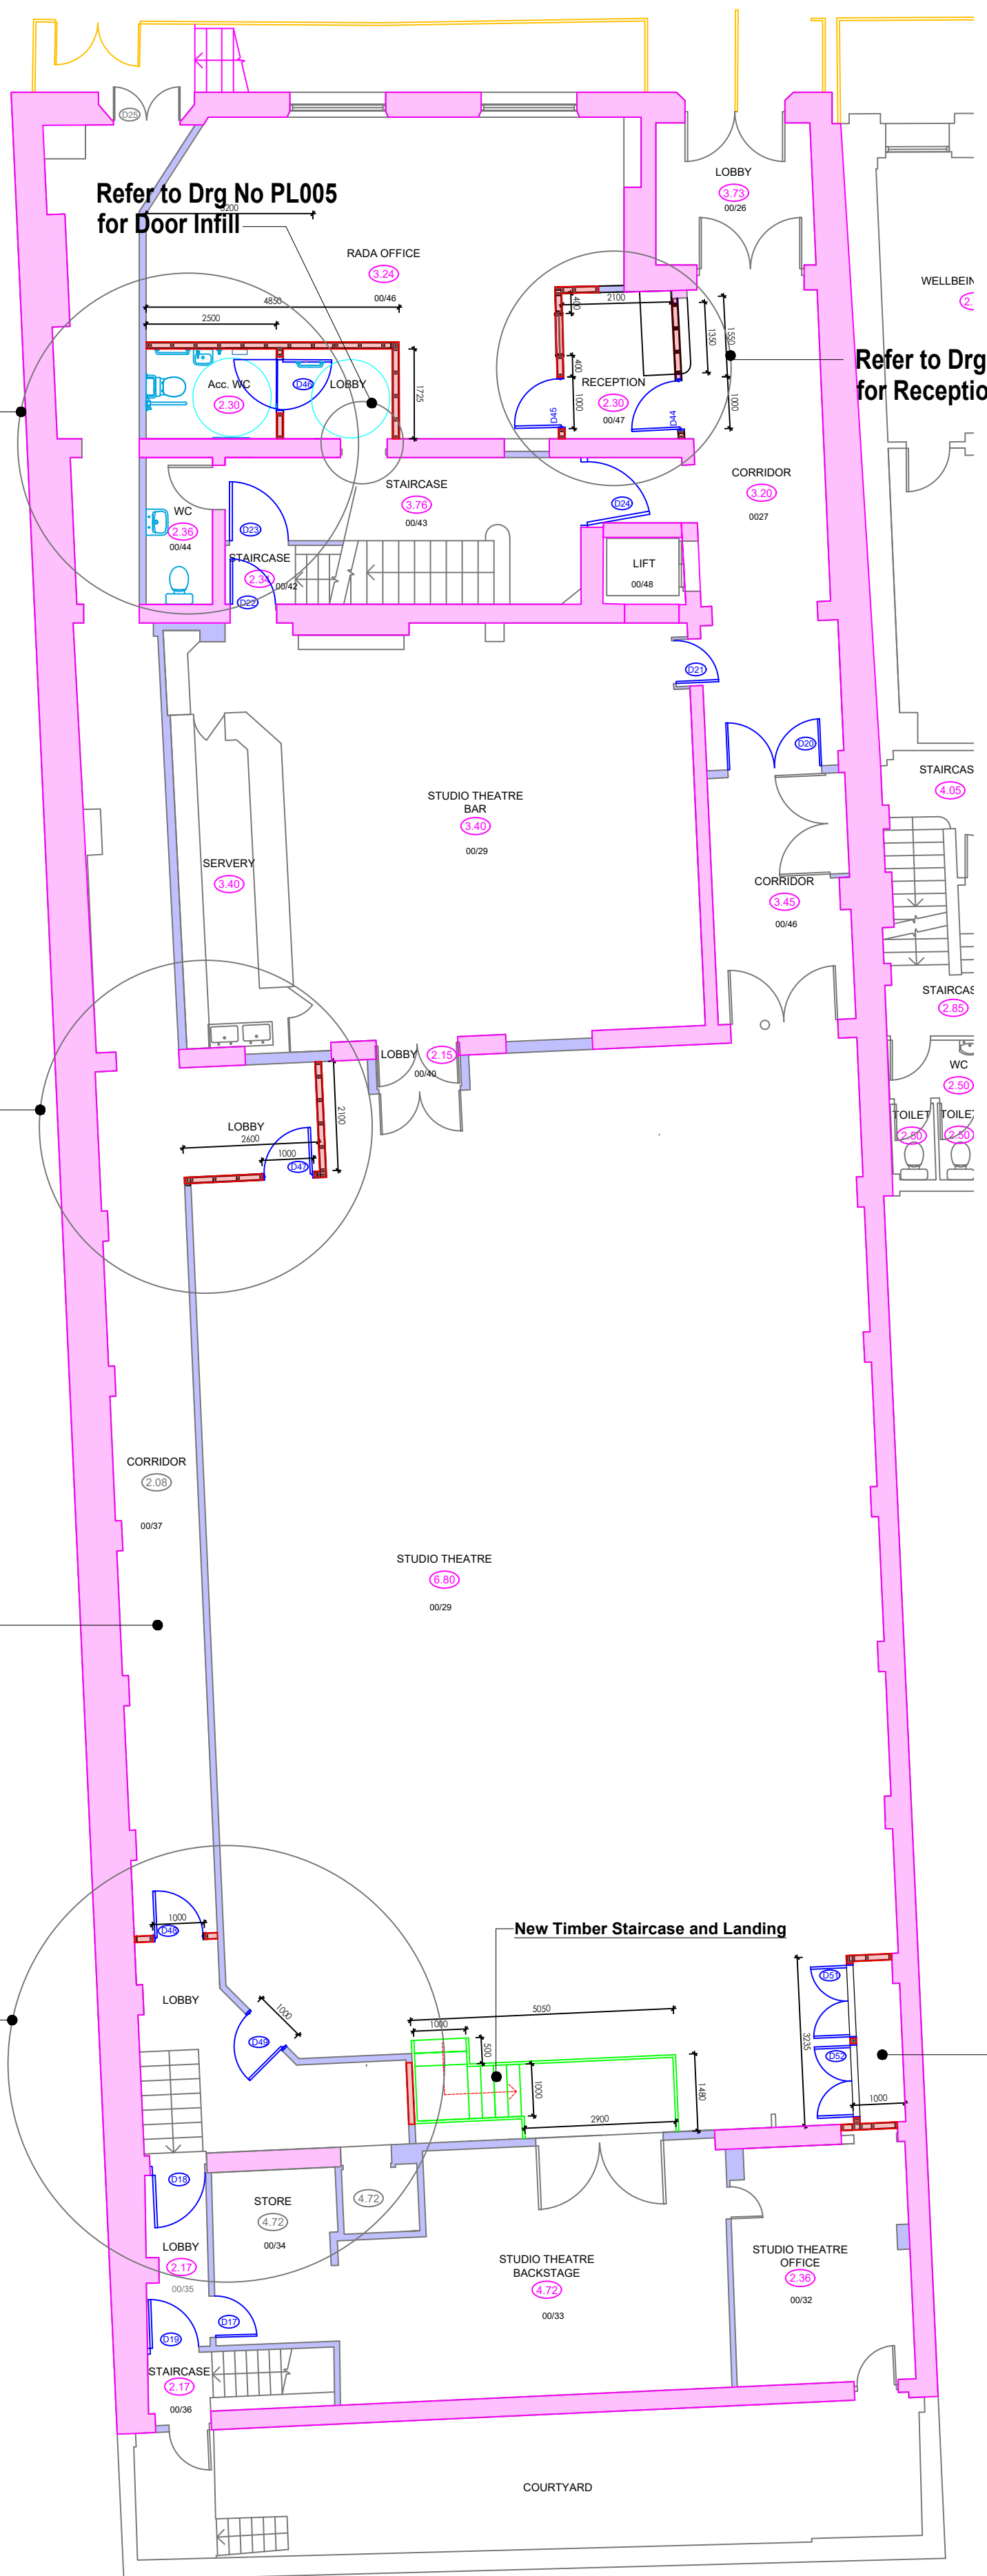 D25
LOBBY
3.73
00/26
Refer to Drg No PL005
for Door Infill
RADA OFFICE
3.24
00/46
4850
2500
2100
400
1350
1550
WELLBEIN
Refer to Drg
for Receptio
Acc. WC
2.30
D46
LOBBY
1725
400
RECEPTION
2.30
00/47
1000
D45
D44
1000
CORRIDOR
3.20
0027
STAIRCASE
3.76
00/43
D24
WC
2.36
00/44
D23
STAIRCASE
2.34
00/42
D22
LIFT
00/48
D21
D20
STAIRCAS
4.05
STUDIO THEATRE
BAR
3.40
00/29
SERVERY
3.40
CORRIDOR
3.45
00/46
STAIRCAS
2.85
LOBBY
2.15
00/40
WC
2.50
TOILET
2.50
TOILE
2.50
LOBBY
2600
1000
D47
2100
CORRIDOR
2.08
00/37
STUDIO THEATRE
6.80
00/29
1000
D48
New Timber Staircase and Landing
LOBBY
1000
D49
5050
1000
500
1000
2900
1480
D51
D52
3235
1000
D18
STORE
4.72
00/34
4.72
LOBBY
2.17
00/35
STUDIO THEATRE
BACKSTAGE
4.72
00/33
STUDIO THEATRE
OFFICE
2.36
00/32
D17
D19
STAIRCASE
2.17
00/36
COURTYARD